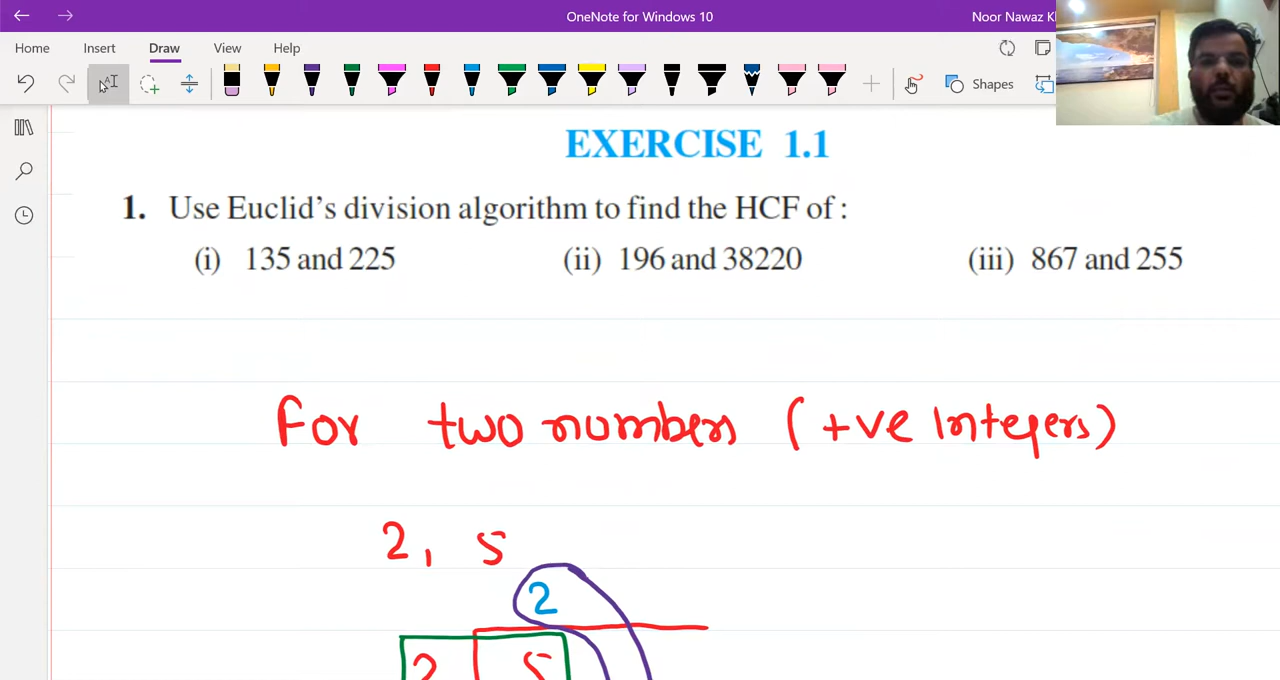 OneNote for Windows 10
Noor Nawaz Kh
Home Insert Draw View Help
Shapes
EXERCISE 1.1
1. Use Euclid's division algorithm to find the HCF of :
(i) 135 and 225 (ii) 196 and 38220 (iii) 867 and 255
For two numbers (+ve Integers)
2, 5
2
2 5